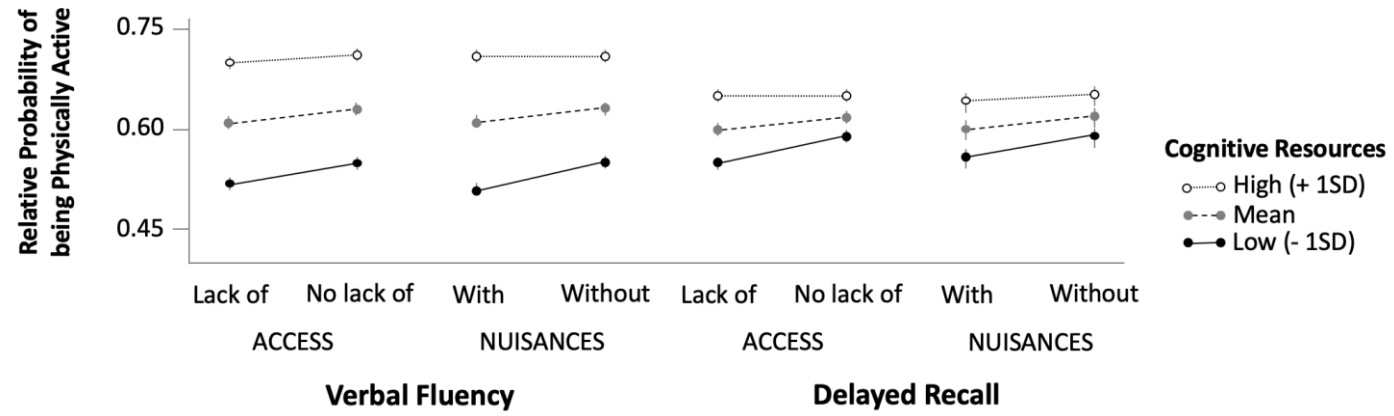 Relative Probability of
being Physically Active
0.75
0.60
0.45
Lack of No lack of With Without Lack of No lack of With Without
ACCESS NUISANCES ACCESS NUISANCES
Verbal Fluency Delayed Recall
Cognitive Resources
High (+ 1SD)
Mean
Low (- 1SD)